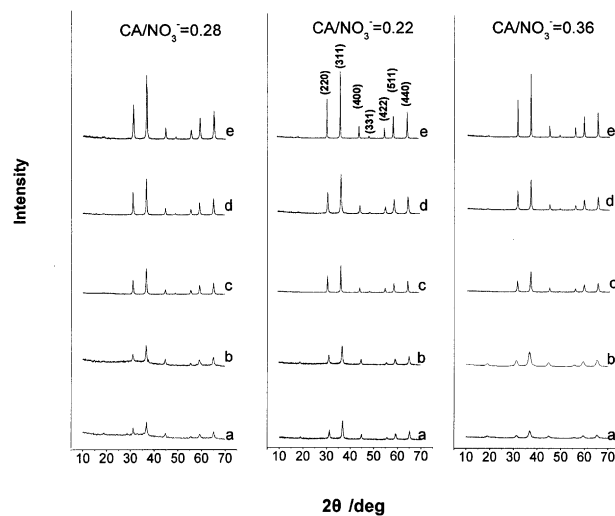 CA/NO₃⁻=0.28
CA/NO₃⁻=0.22
CA/NO₃⁻=0.36
(220)
(311)
(400)
(331)
(422)
(511)
(440)
e
e
e
d
d
d
c
c
c
b
b
b
a
a
a
Intensity
10 20 30 40 50 60 70
10 20 30 40 50 60 70
10 20 30 40 50 60 70
2θ /deg